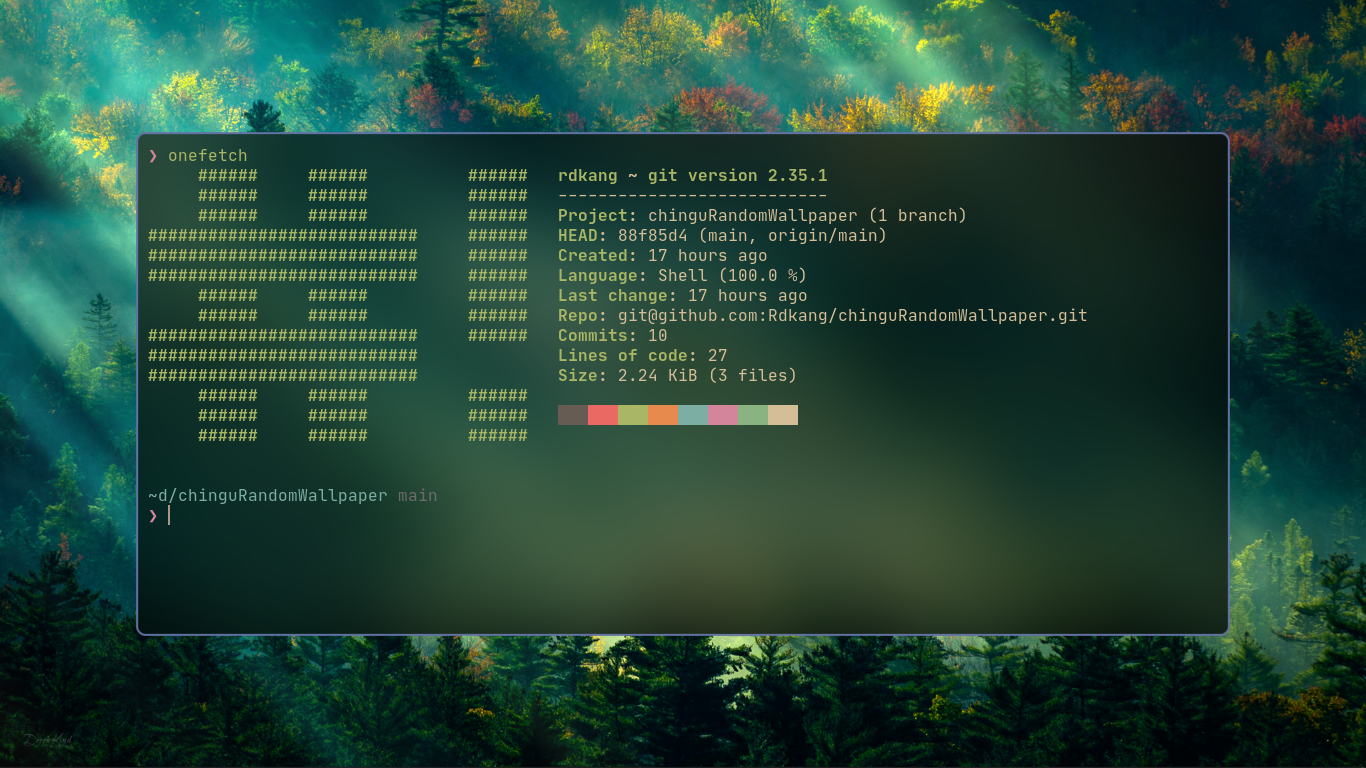 ❯ onefetch
     ######     ######          ######   rdkang ~ git version 2.35.1
     ######     ######          ######   ---------------------------
     ######     ######          ######   Project: chinguRandomWallpaper (1 branch)
###########################     ######   HEAD: 88f85d4 (main, origin/main)
###########################     ######   Created: 17 hours ago
###########################     ######   Language: Shell (100.0 %)
     ######     ######          ######   Last change: 17 hours ago
     ######     ######          ######   Repo: git@github.com:Rdkang/chinguRandomWallpaper.git
###########################     ######   Commits: 10
###########################              Lines of code: 27
###########################              Size: 2.24 KiB (3 files)
     ######     ######          ######
     ######     ######          ######
     ######     ######          ######
~d/chinguRandomWallpaper main
❯